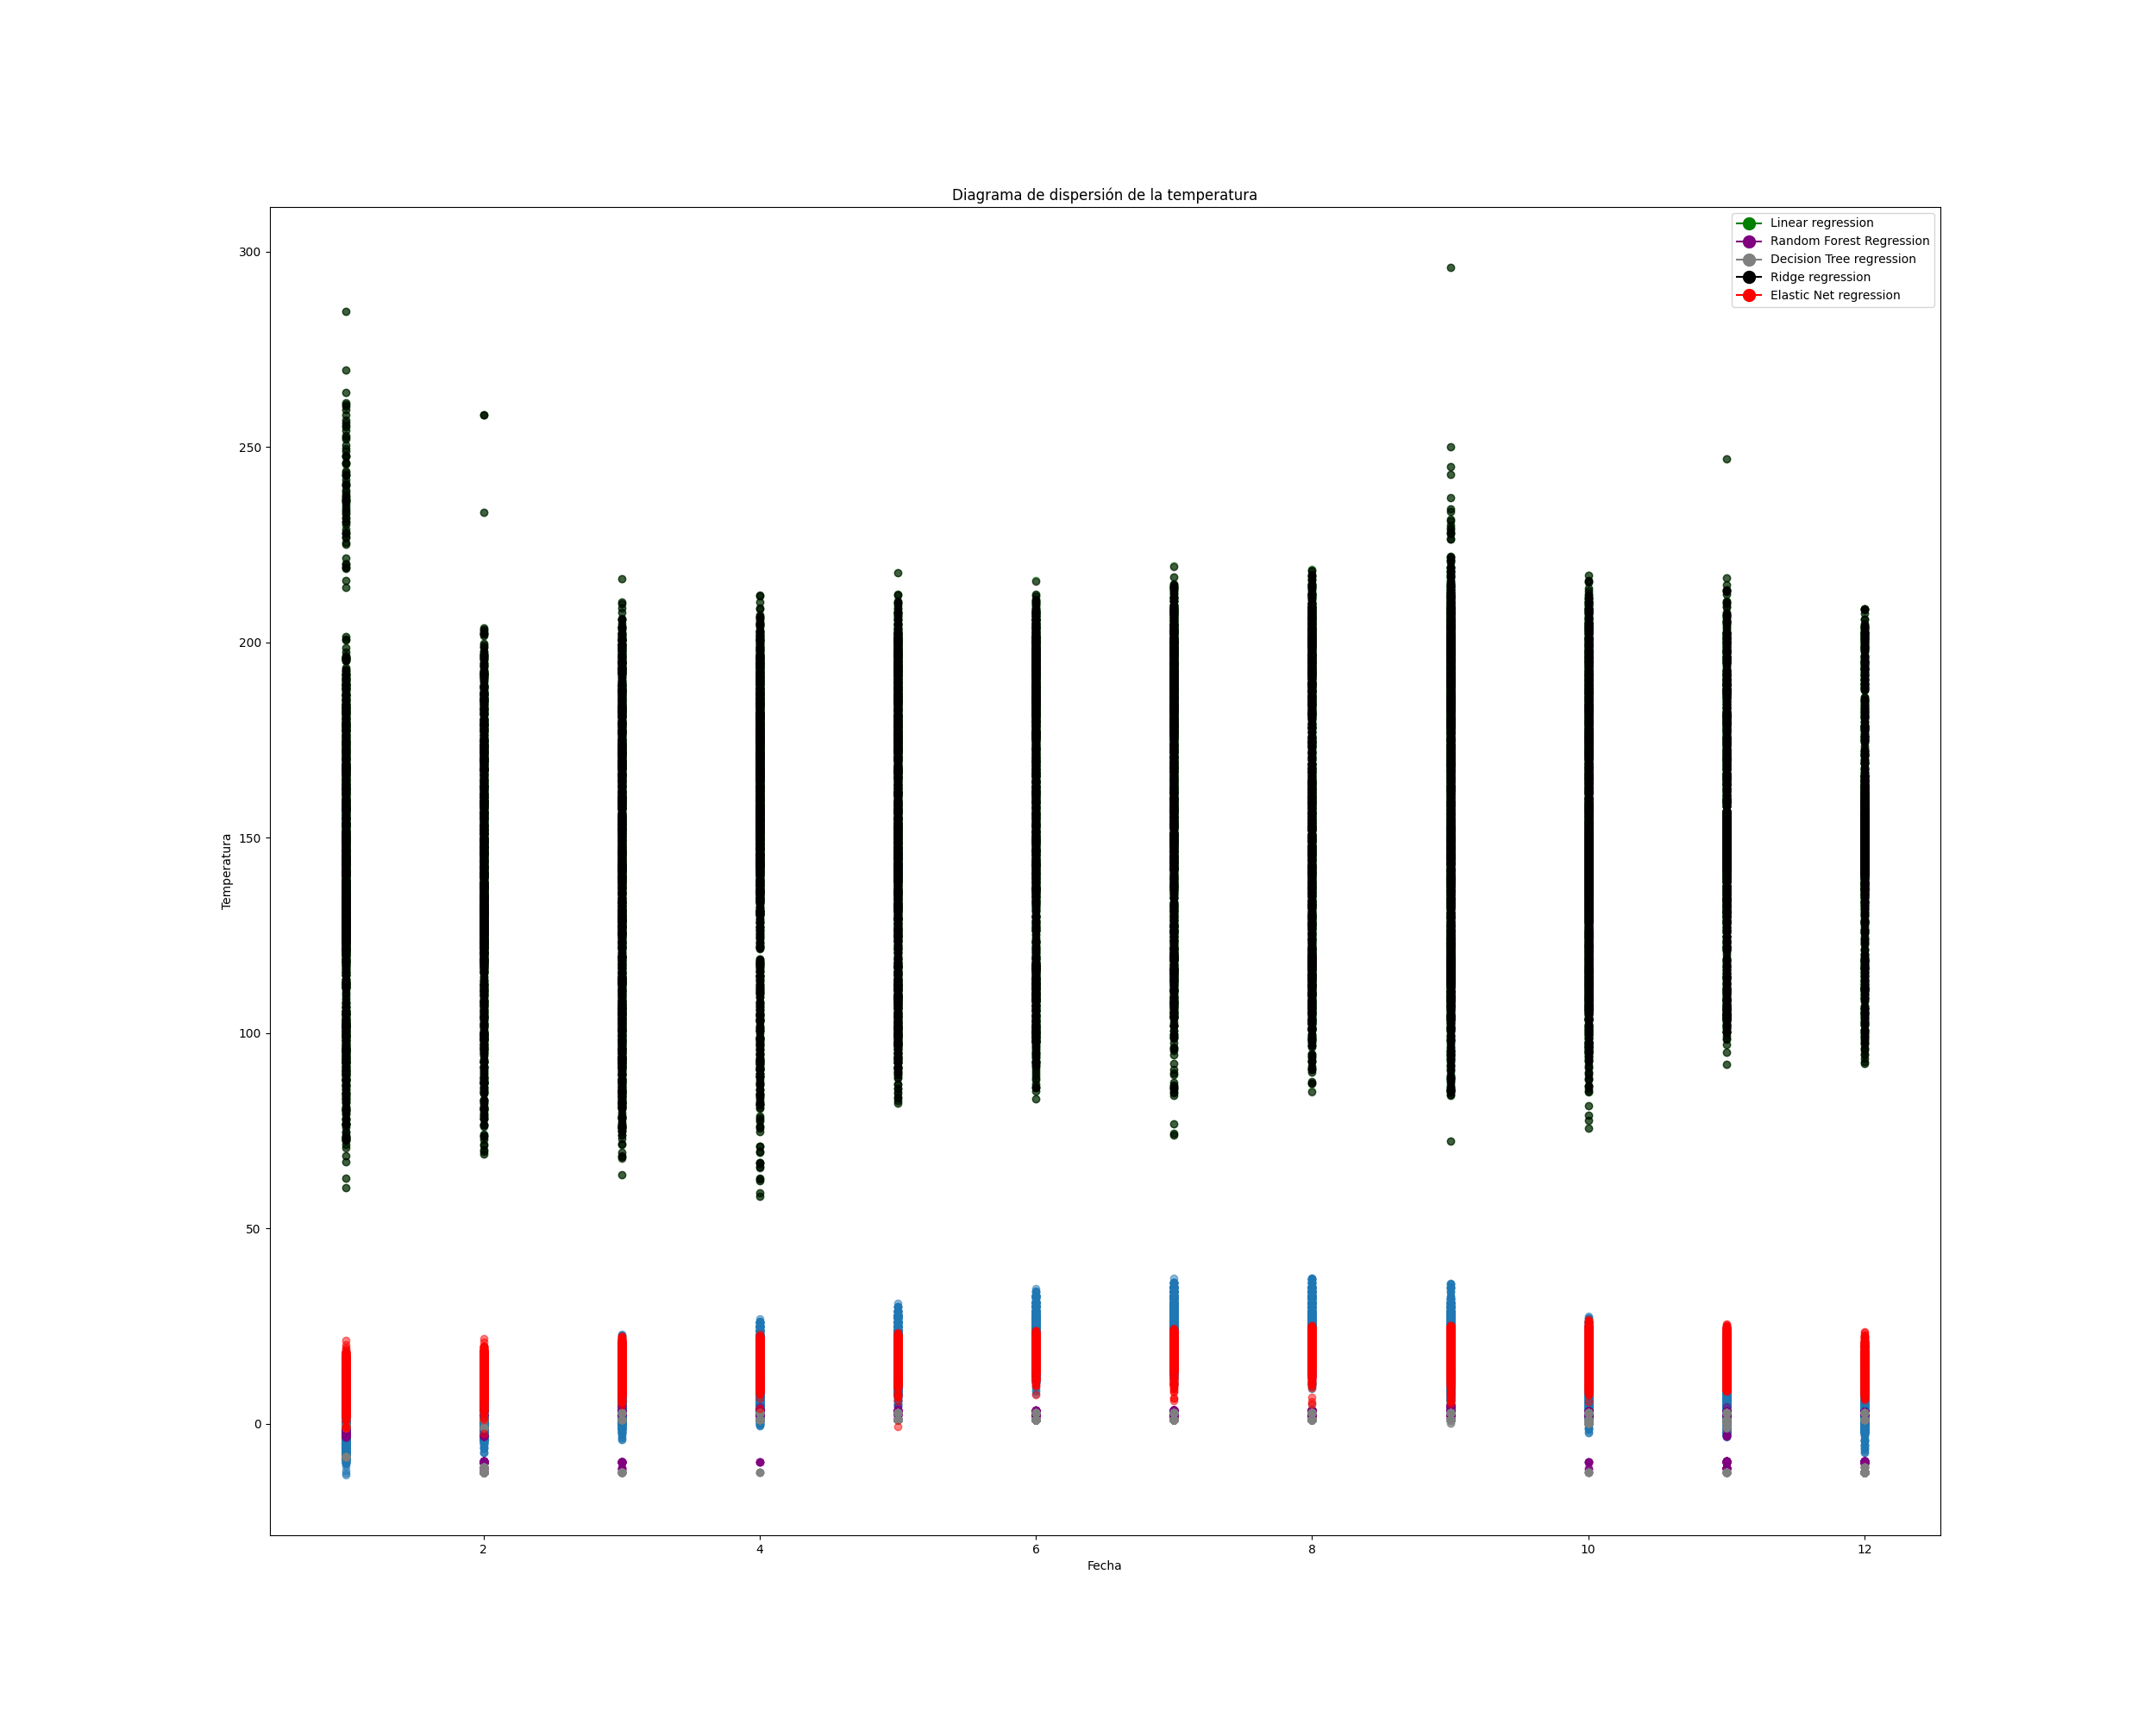 Diagrama de dispersión de la temperatura
Linear regression
Random Forest Regression
Decision Tree regression
Ridge regression
Elastic Net regression
300
250
200
150
100
50
0
Temperatura
2 4 6 8 10 12
Fecha